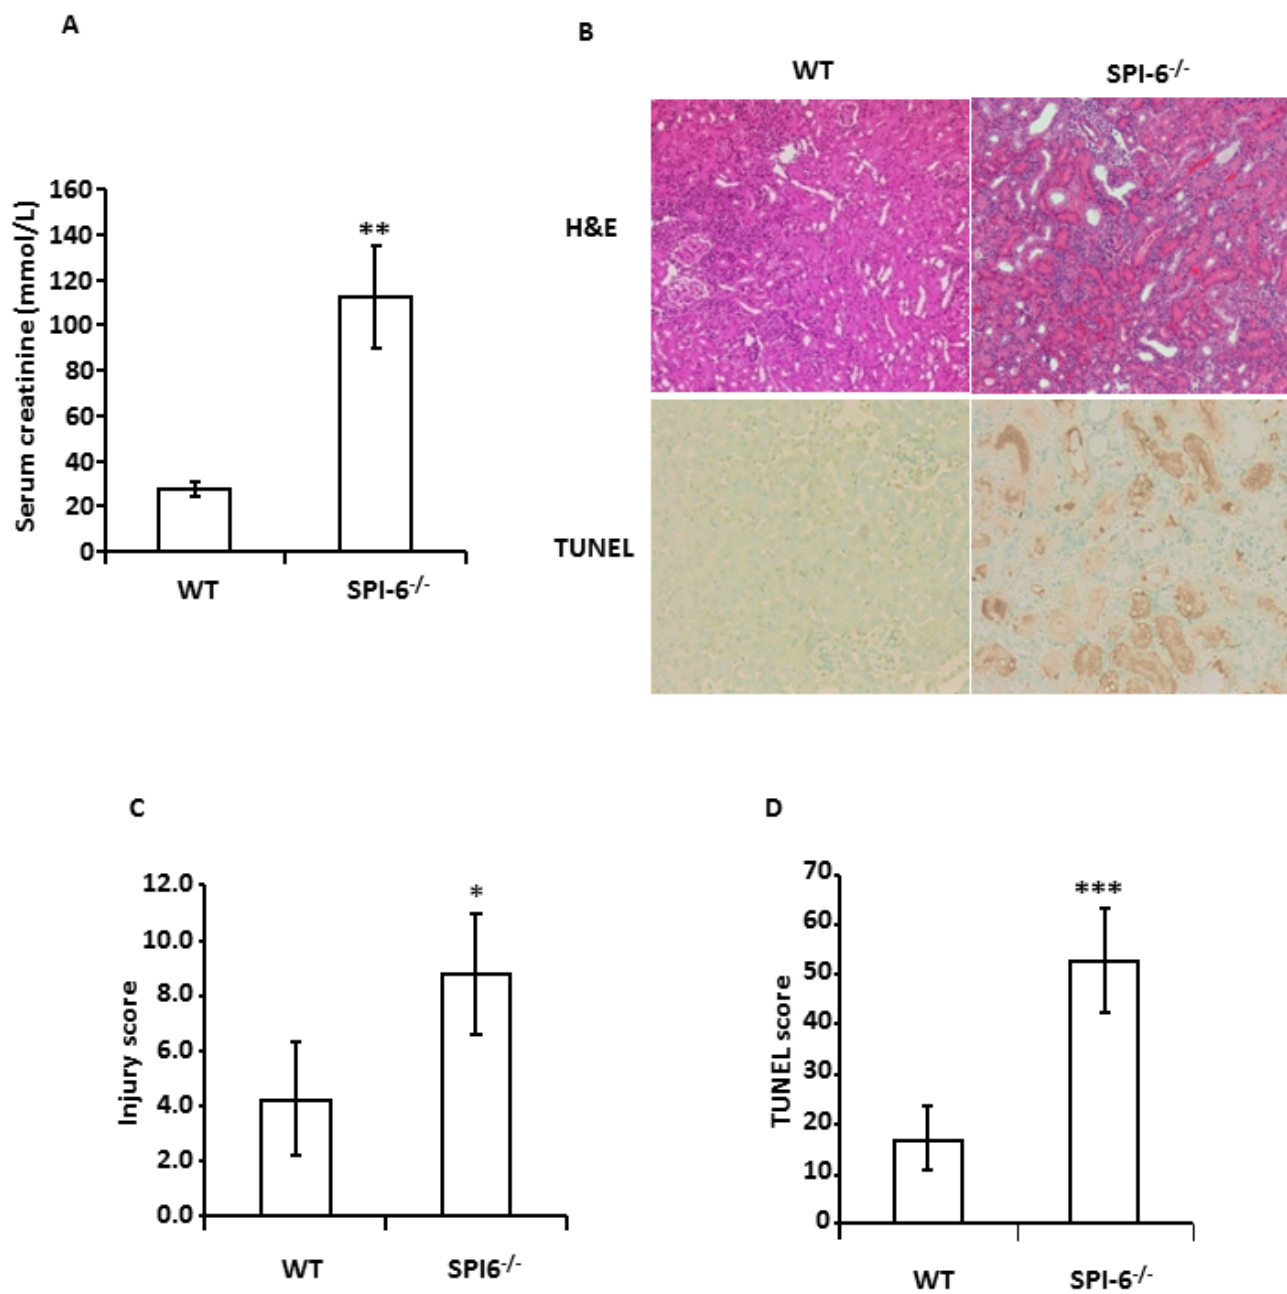 A
B
WT
SPI-6-/-
H&E
TUNEL
Serum creatinine (mmol/L)
160
140
120
100
80
60
40
20
0
**
WT
SPI-6-/-
C
D
Injury score
12.0
10.0
8.0
6.0
4.0
2.0
0.0
*
WT
SPI6-/-
TUNEL score
70
60
50
40
30
20
10
0
***
WT
SPI-6-/-